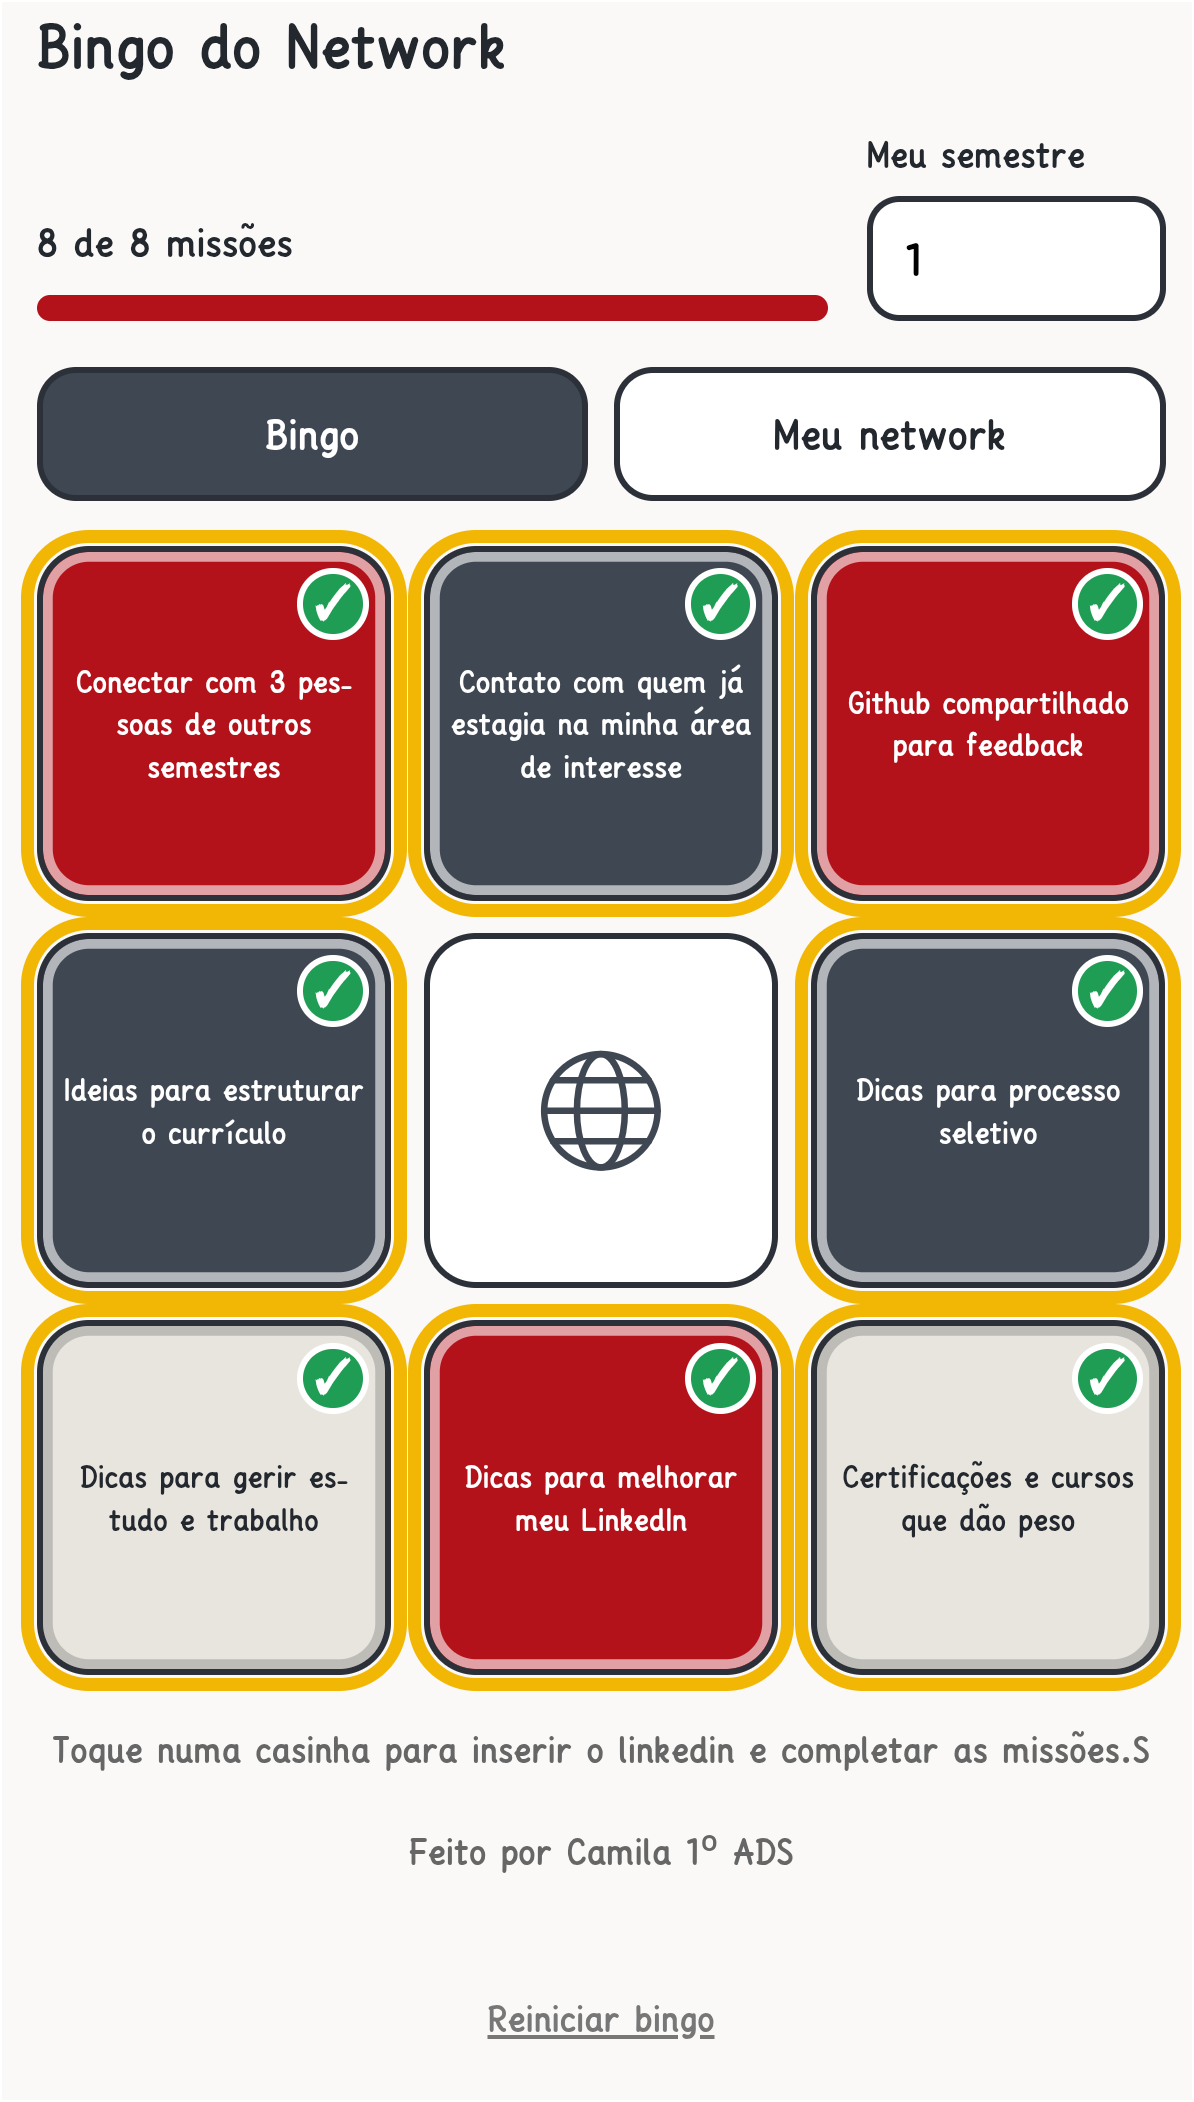 Bingo do Network
Meu semestre
8 de 8 missões
1
Bingo
Meu network
Conectar com 3 pes-
soas de outros
semestres
Contato com quem já
estagia na minha área
de interesse
Github compartilhado
para feedback
Ideias para estruturar
o currículo
Dicas para processo
seletivo
Dicas para gerir es-
tudo e trabalho
Dicas para melhorar
meu LinkedIn
Certificações e cursos
que dão peso
Toque numa casinha para inserir o linkedin e completar as missões.S
Feito por Camila 1º ADS
Reiniciar bingo